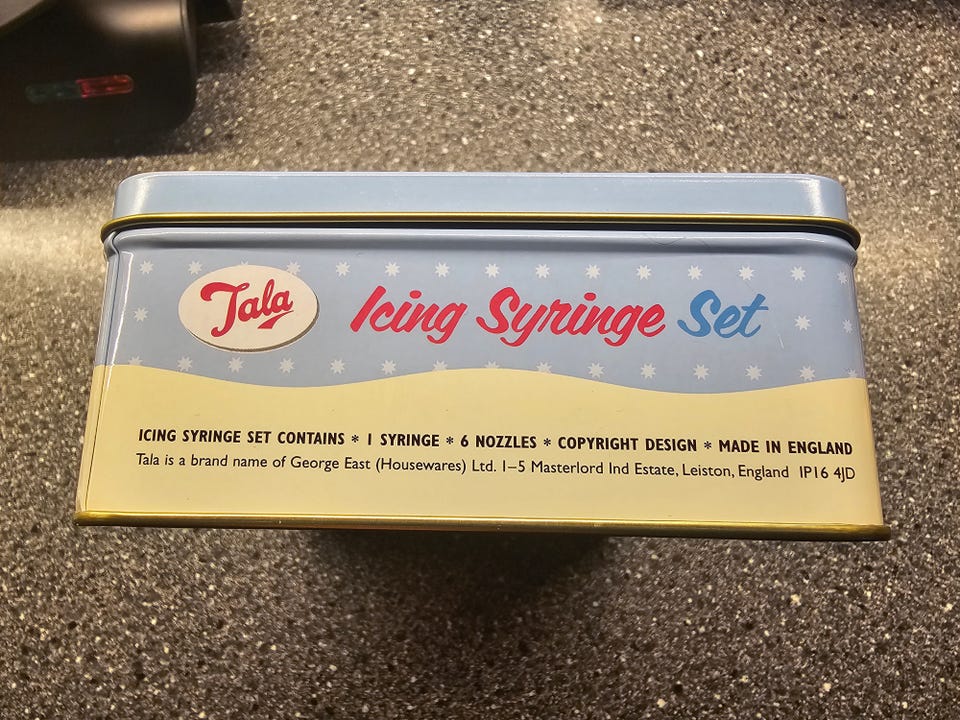 Tala
Icing Syringe Set
ICING SYRINGE SET CONTAINS * 1 SYRINGE * 6 NOZZLES * COPYRIGHT DESIGN * MADE IN ENGLAND
Tala is a brand name of George East (Housewares) Ltd. 1–5 Masterlord Ind Estate, Leiston, England IP16 4JD